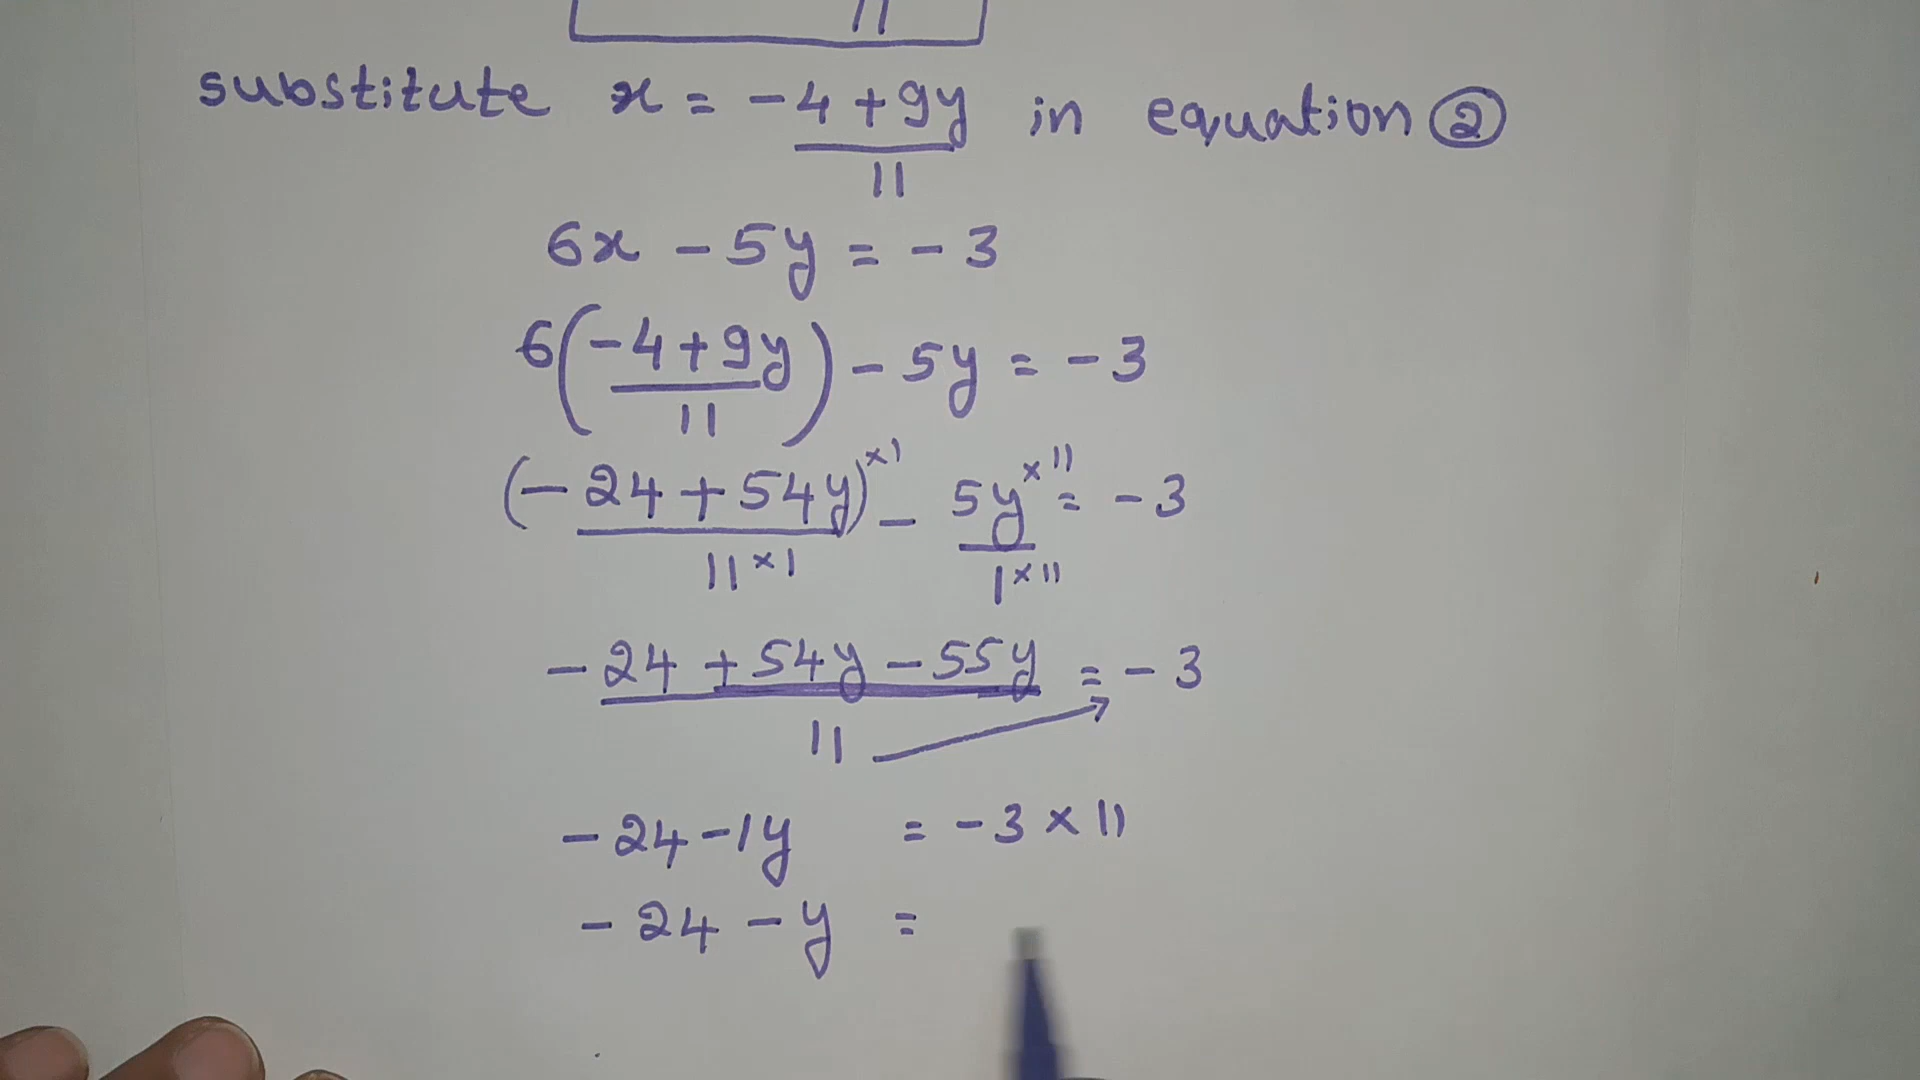 11
substitute x = -4+9y/11 in equation ②
6x - 5y = -3
6(-4+9y/11) - 5y = -3
(-24+54y)×1/11×1 - 5y×11/1×11 = -3
-24+54y-55y/11 = -3
-24-1y = -3×11
-24-y =